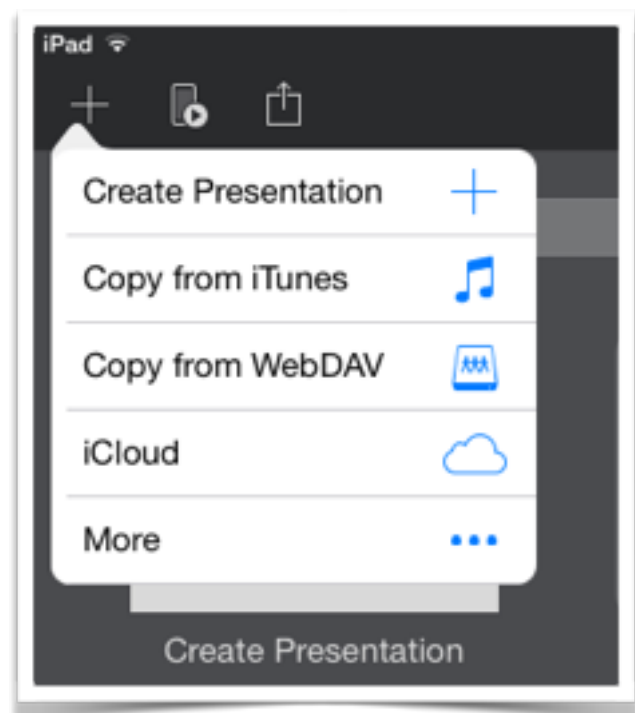 iPad
Create Presentation
Copy from iTunes
Copy from WebDAV
iCloud
More
Create Presentation